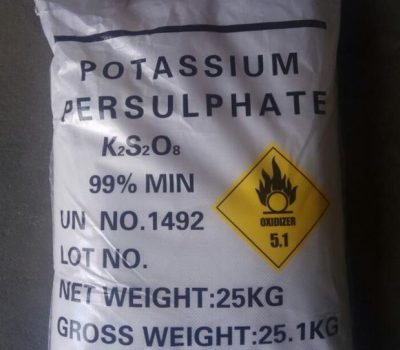 POTASSIUM
PERSULPHATE
K₂S₂O₈
99% MIN
UN NO.1492
OXIDIZER
5.1
LOT NO.
NET WEIGHT:25KG
GROSS WEIGHT:25.1KG